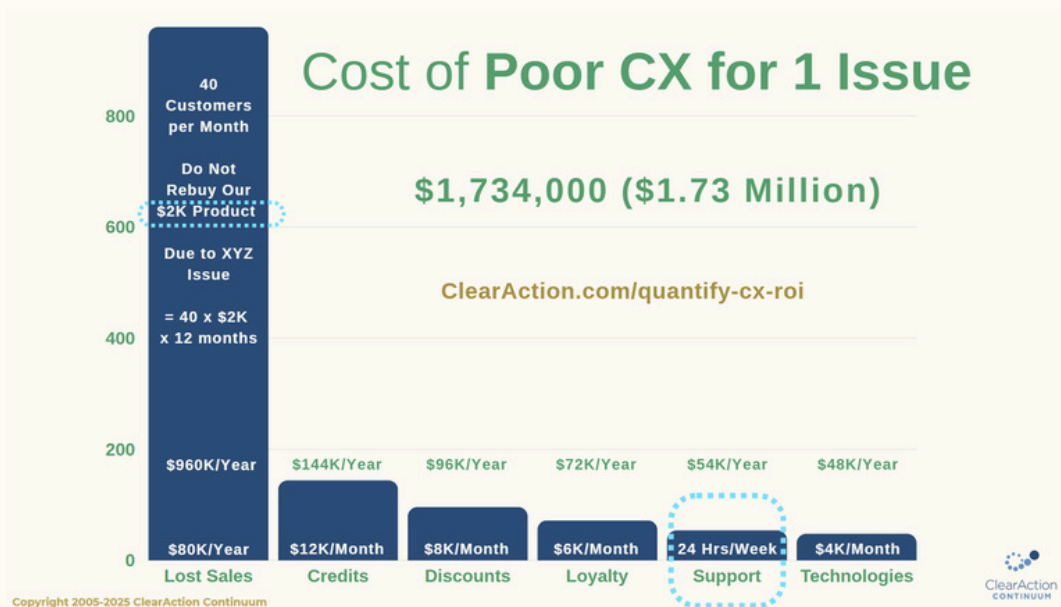 Cost of Poor CX for 1 Issue
$1,734,000 ($1.73 Million)
ClearAction.com/quantify-cx-roi
800
600
400
200
0
40
Customers
per Month
Do Not
Rebuy Our
$2K Product
Due to XYZ
Issue
= 40 x $2K
x 12 months
$960K/Year
$144K/Year
$96K/Year
$72K/Year
$54K/Year
$48K/Year
$80K/Year
$12K/Month
$8K/Month
$6K/Month
24 Hrs/Week
$4K/Month
Lost Sales
Credits
Discounts
Loyalty
Support
Technologies
ClearAction
CONTINUUM
Copyright 2005-2025 ClearAction Continuum